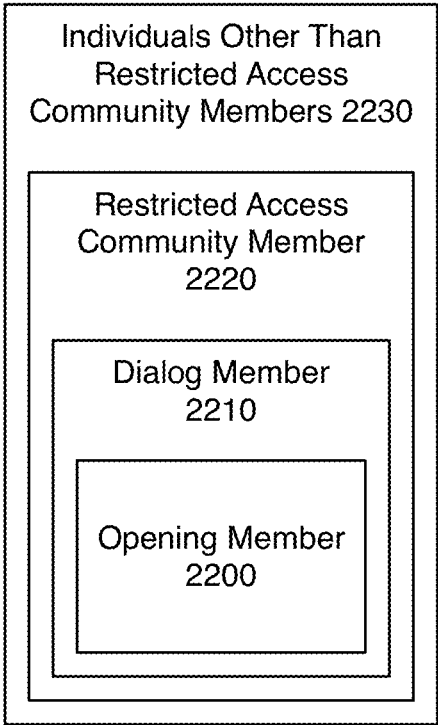 Individuals Other Than
Restricted Access
Community Members 2230
Restricted Access
Community Member
2220
Dialog Member
2210
Opening Member
2200